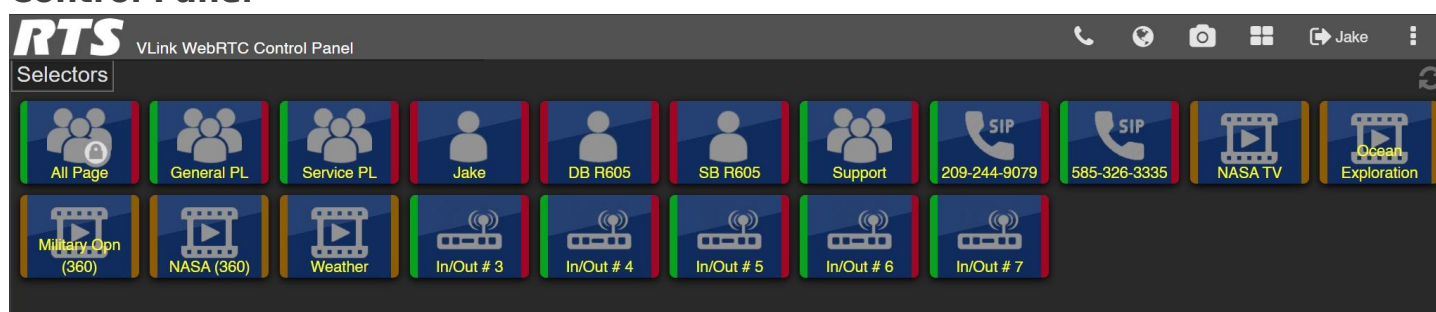 Control Panel
RTS VLink WebRTC Control Panel Jake
Selectors
All Page General PL Service PL Jake DB R605 SB R605 Support SIP 209-244-9079 SIP 585-326-3335 NASA TV Ocean Exploration
Military Opn (360) NASA (360) Weather In/Out # 3 In/Out # 4 In/Out # 5 In/Out # 6 In/Out # 7